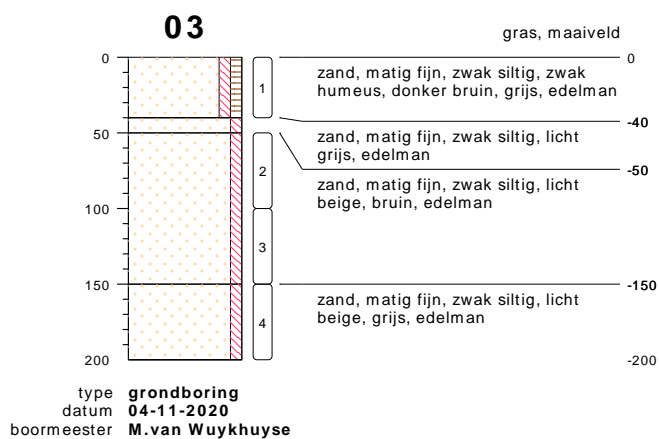 03
gras, maaiveld
0
0
zand, matig fijn, zwak siltig, zwak
humeus, donker bruin, grijs, edelman
1
-40
50
zand, matig fijn, zwak siltig, licht
grijs, edelman
-50
2
zand, matig fijn, zwak siltig, licht
beige, bruin, edelman
100
3
150
-150
zand, matig fijn, zwak siltig, licht
beige, grijs, edelman
4
200
-200
type grondboring
datum 04-11-2020
boormeester M.van Wuykhuyse